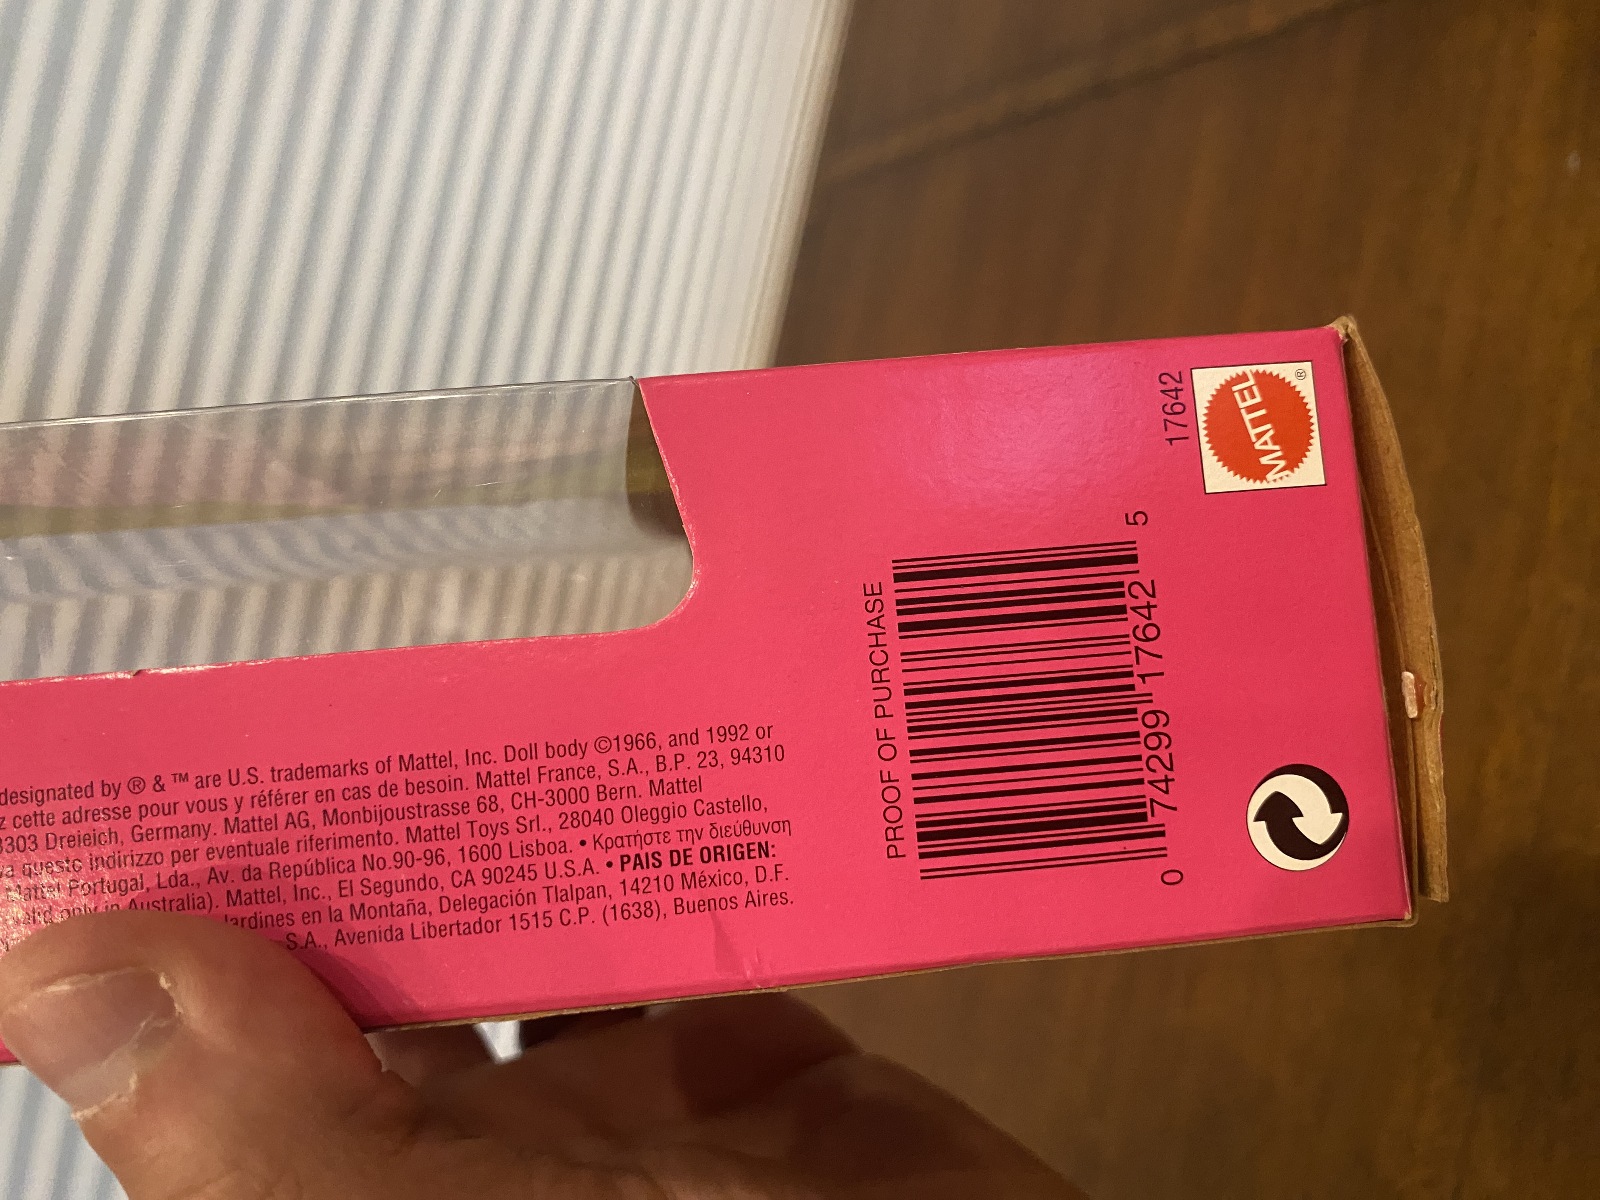 designated by ® & ™ are U.S. trademarks of Mattel, Inc. Doll body ©1966, and 1992 or
z cette adresse pour vous y référer en cas de besoin. Mattel France, S.A., B.P. 23, 94310
3303 Dreieich, Germany. Mattel AG, Monbijoustrasse 68, CH-3000 Bern. Mattel
va questo indirizzo per eventuale riferimento. Mattel Toys Srl., 28040 Oleggio Castello,
Mattel Portugal, Lda., Av. da República No.90-96, 1600 Lisboa. • Κρατήστε την διεύθυνση
valid only in Australia). Mattel, Inc., El Segundo, CA 90245 U.S.A. • PAIS DE ORIGEN:
Jardines en la Montaña, Delegación Tlalpan, 14210 México, D.F.
S.A., Avenida Libertador 1515 C.P. (1638), Buenos Aires.
PROOF OF PURCHASE
0 74299 17642 5
17642
MATTEL ®